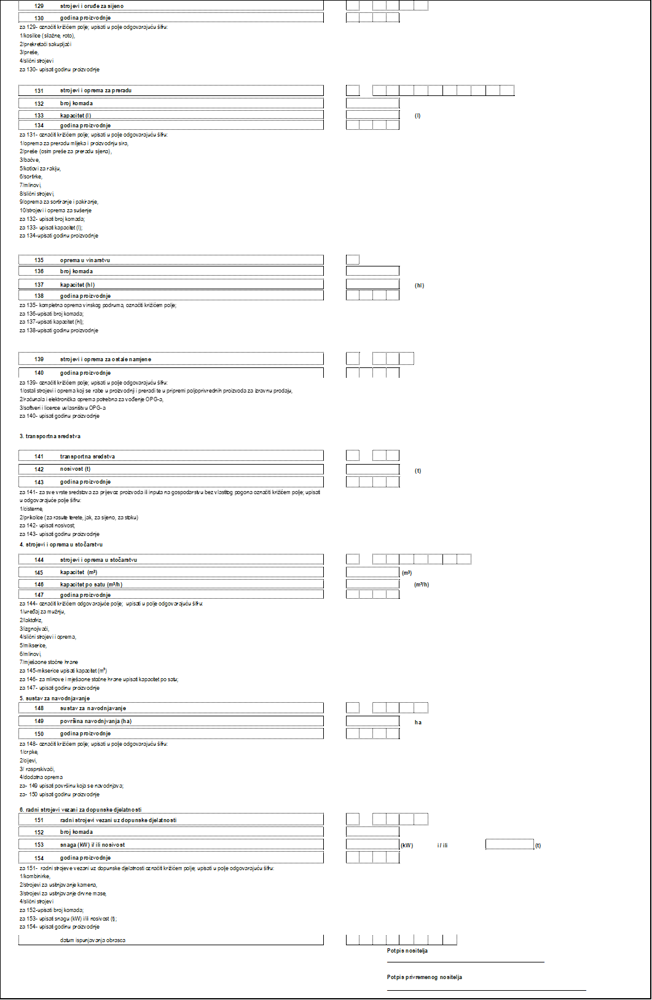 129 strojevi i oruđe za sijeno
130 godina proizvodnje
za 129- označiti križićem polje; upisati u polje odgovarajuću šifru:
1/kosilice (silažne, roto),
2/prekretači sakupljači
3/preše,
4/slični strojevi
za 130- upisati godinu proizvodnje
131 strojevi i oprema za preradu
132 broj komada
133 kapacitet (l) (l)
134 godina proizvodnje
za 131- označiti križićem polje; upisati u polje odgovarajuću šifru:
1/oprema za preradu mlijeka i proizvodnju sira,
2/preše (osim preše za preradu sijena),
3/bačve,
5/kotlovi za rakiju,
6/sortirke,
7/mlinovi,
8/slični strojevi,
9/oprema za sortiranje i pakiranje,
10/strojevi i oprema za sušenje
za 132- upisati broj komada;
za 133- upisati kapacitet (l);
za 134-upisati godinu proizvodnje
135 oprema u vinarstvu
136 broj komada
137 kapacitet (hl) (hl)
138 godina proizvodnje
za 135- kompletna oprema vinskog podruma, označiti križićem polje;
za 136-upisati broj komada;
za 137-upisati kapacitet (hl);
za 138-upisati godinu proizvodnje
139 strojevi i oprema za ostale namjene
140 godina proizvodnje
za 139- označiti križićem polje; upisati u polje odgovarajuću šifru:
1/ostali strojevi i oprema koji se rabe u proizvodnji i preradi te u pripremi poljoprivrednih proizvoda za izravnu prodaju,
2/računala i elektronička oprema potrebna za vođenje OPG-a,
3/softveri i licence u vlasništvu OPG-a
za 140- upisati godinu proizvodnje
3. transportna sredstva
141 transportna sredstva
142 nosivost (t) (t)
143 godina proizvodnje
za 141- za sve vrste sredstava za prijevoz proizvoda ili inputa na gospodarstvu bez vlastitog pogona označiti križićem polje; upisati
u odgovarajuće polje šifru:
1/cisterne,
2/prikolice (za rasute terete, jak, za sijeno, za stoku)
za 142- upisati nosivost;
za 143- upisati godinu proizvodnje
4. strojevi i oprema u stočarstvu
144 strojevi i oprema u stočarstvu
145 kapacitet (m³) (m³)
146 kapacitet po satu (m³/h) (m³/h)
147 godina proizvodnje
za 144- označiti križićem odgovarajuće polje; upisati u polje odgovarajuću šifru:
1/uređaj za mužnju,
2/laktofriz,
3/izgnojivači,
4/slični strojevi i oprema,
5/mikserice,
6/mlinovi,
7/mješaone stočne hrane
za 145-mikserice upisati kapacitet (m³)
za 146- za mlinove i mješaone stočne hrane upisati kapacitet po satu;
za 147- upisati godinu proizvodnje
5. sustav za navodnjavanje
148 sustav za navodnjavanje
149 površina navodnjvanja (ha) ha
150 godina proizvodnje
za 148- označiti križićem polje; upisati u polje odgovarajuću šifru:
1/crpke,
2/cijevi,
3/ rasprskivači,
4/dodatna oprema
za- 149 upisati površinu koja se navodnjava;
za- 150 upisati godinu proizvodnje
6. radni strojevi vezani za dopunske djelatnosti
151 radni strojevi vezani uz dopunske djelatnosti
152 broj komada
153 snaga (kW) i/ ili nosivost (kW) i / ili (t)
154 godina proizvodnje
za 151- radni strojeve vezani uz dopunske djelatnosti označiti križićem polje; upisati u polje odgovarajuću šifru:
1/kombinirke,
2/strojevi za usitnjavanje kamena,
3/strojevi za usitnjavanje drvne mase,
4/slični strojevi
za 152-upisati broj komada;
za 153- upisati snagu (kW) i/ili nosivost (t);
za 154- upisati godinu proizvodnje
datum ispunjavanja obrasca
Potpis nositelja
Potpis privremenog nositelja